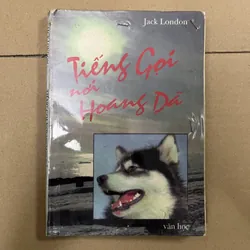 Jack London
Tiếng Gọi
nơi
Hoang Dã
văn học